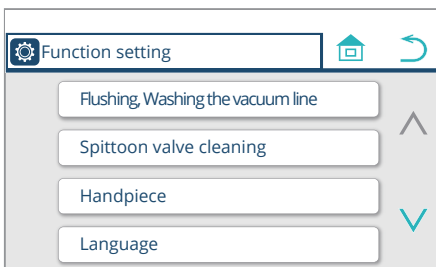 Function setting
Flushing, Washing the vacuum line
Spittoon valve cleaning
Handpiece
Language